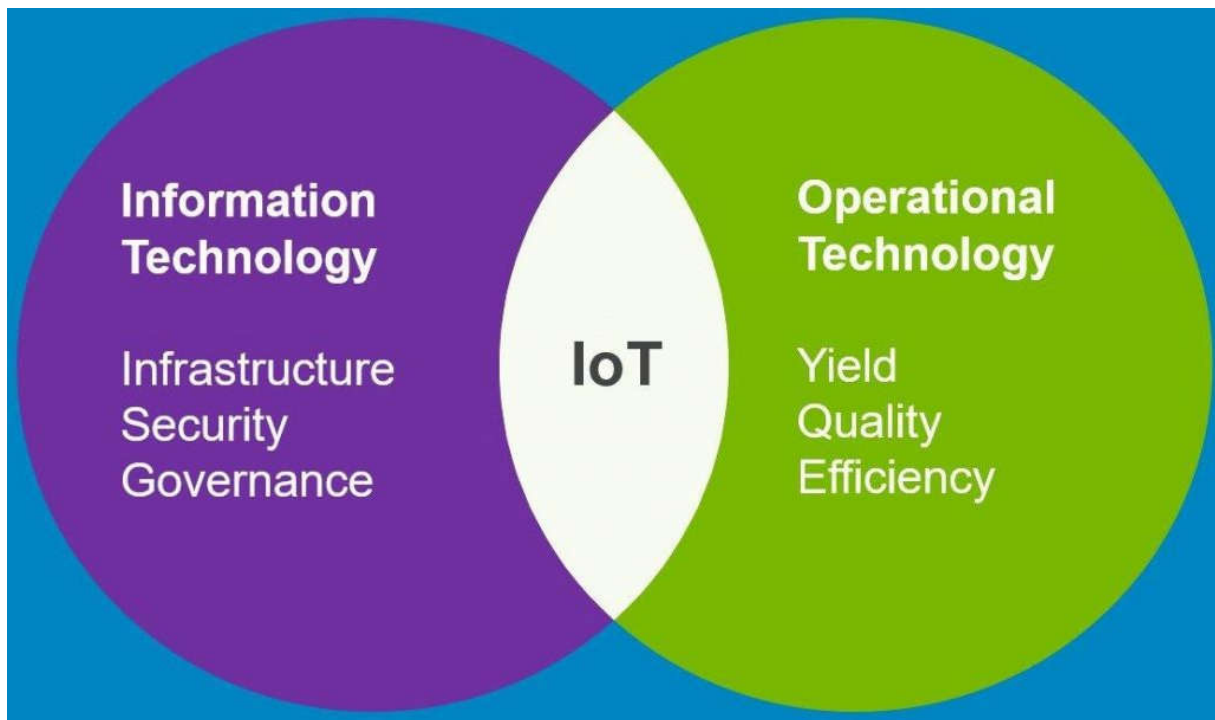 Information
Technology
Infrastructure
Security
Governance
IoT
Operational
Technology
Yield
Quality
Efficiency